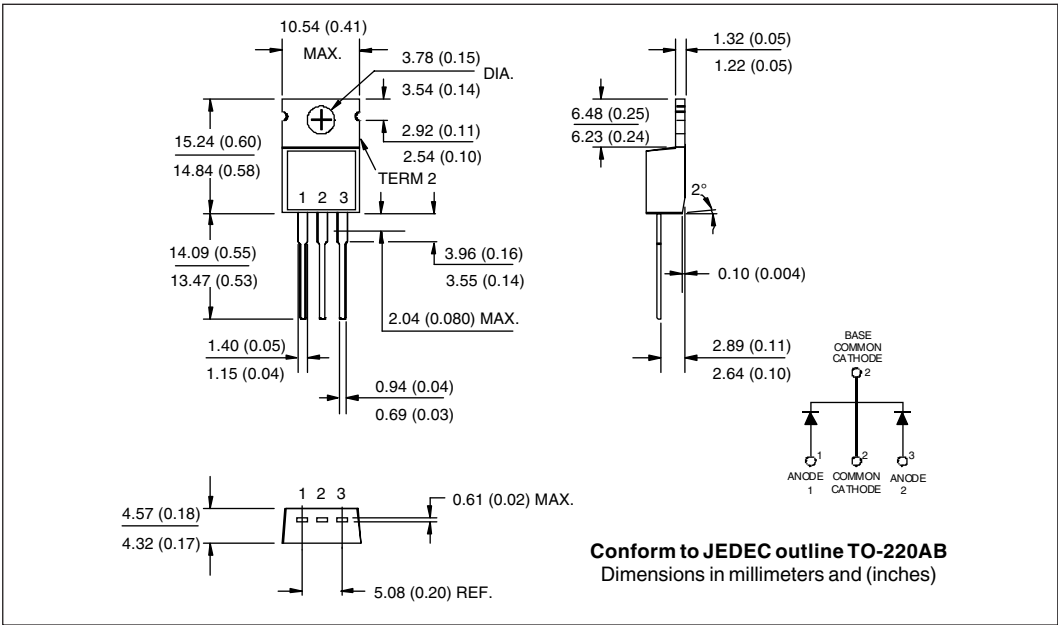 10.54 (0.41)
MAX.
3.78 (0.15)
3.54 (0.14)
DIA.
2.92 (0.11)
2.54 (0.10)
TERM 2
15.24 (0.60)
14.84 (0.58)
1 2 3
14.09 (0.55)
13.47 (0.53)
3.96 (0.16)
3.55 (0.14)
2.04 (0.080) MAX.
1.40 (0.05)
1.15 (0.04)
0.94 (0.04)
0.69 (0.03)
1.32 (0.05)
1.22 (0.05)
6.48 (0.25)
6.23 (0.24)
2°
0.10 (0.004)
2.89 (0.11)
2.64 (0.10)
BASE
COMMON
CATHODE
2
1 2 3
ANODE
1
COMMON
CATHODE
ANODE
2
1 2 3
4.57 (0.18)
4.32 (0.17)
0.61 (0.02) MAX.
5.08 (0.20) REF.
Conform to JEDEC outline TO-220AB
Dimensions in millimeters and (inches)